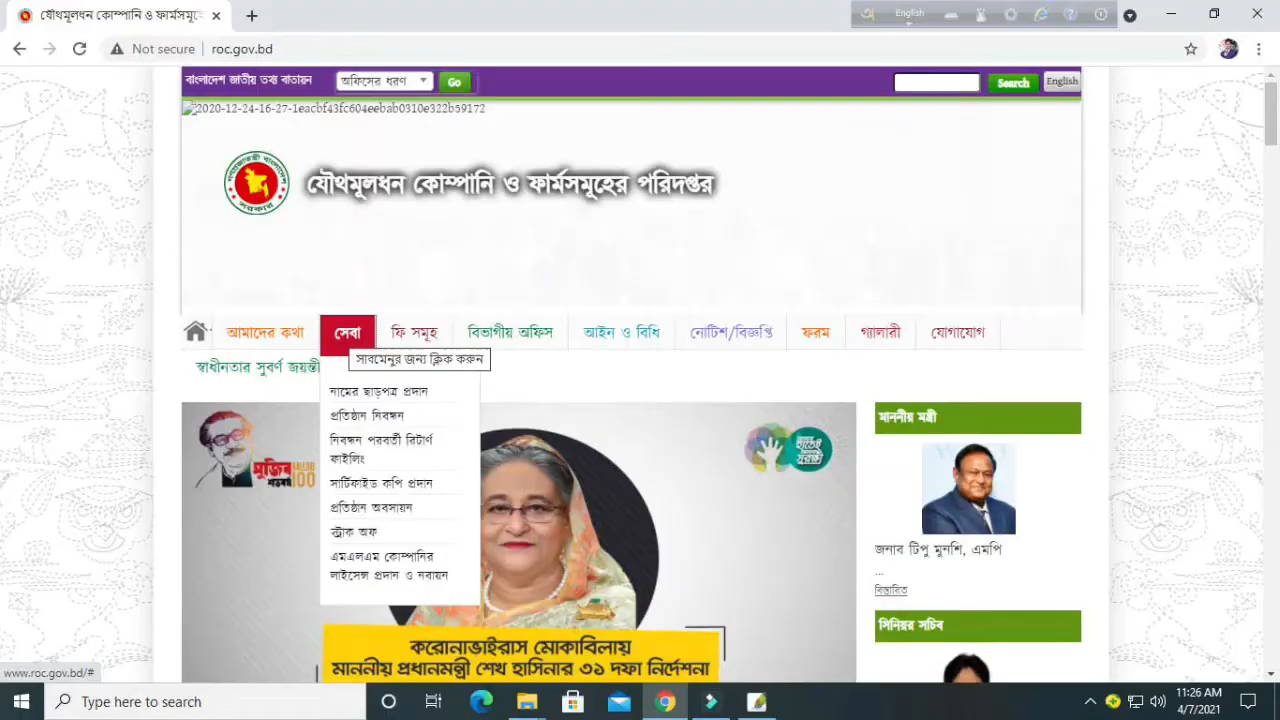 যৌথমূলধন কোম্পানি ও ফার্মসমূহে
English
Not secure
roc.gov.bd
বাংলাদেশ জাতীয় তথ্য বাতায়ন
অফিসের ধরণ
Go
Search
English
2020-12-24-16-27-1eacbf43fc604eebab0310e322b59172
যৌথমূলধন কোম্পানি ও ফার্মসমূহের পরিদপ্তর
আমাদের কথা
সেবা
ফি সমূহ
বিভাগীয় অফিস
আইন ও বিধি
নোটিশ/বিজ্ঞপ্তি
ফরম
গ্যালারী
যোগাযোগ
সাবমেনুর জন্য ক্লিক করুন
স্বাধীনতার সুবর্ণ জয়ন্তী
নামের ছাড়পত্র প্রদান
প্রতিষ্ঠান নিবন্ধন
নিবন্ধন পরবর্তী রিটার্ণ
ফাইলিং
সার্টিফাইড কপি প্রদান
প্রতিষ্ঠান অবসায়ন
স্ট্রাক অফ
এমএলএম কোম্পানির
লাইসেন্স প্রদান ও নবায়ন
মুজিব
100
করোনাভাইরাস মোকাবিলায়
মাননীয় প্রধানমন্ত্রী শেখ হাসিনার ৩১ দফা নির্দেশনা
মাননীয় মন্ত্রী
জনাব টিপু মুনশি, এমপি
...
বিস্তারিত
সিনিয়র সচিব
www.roc.gov.bd/#
Type here to search
11:26 AM
4/7/2021